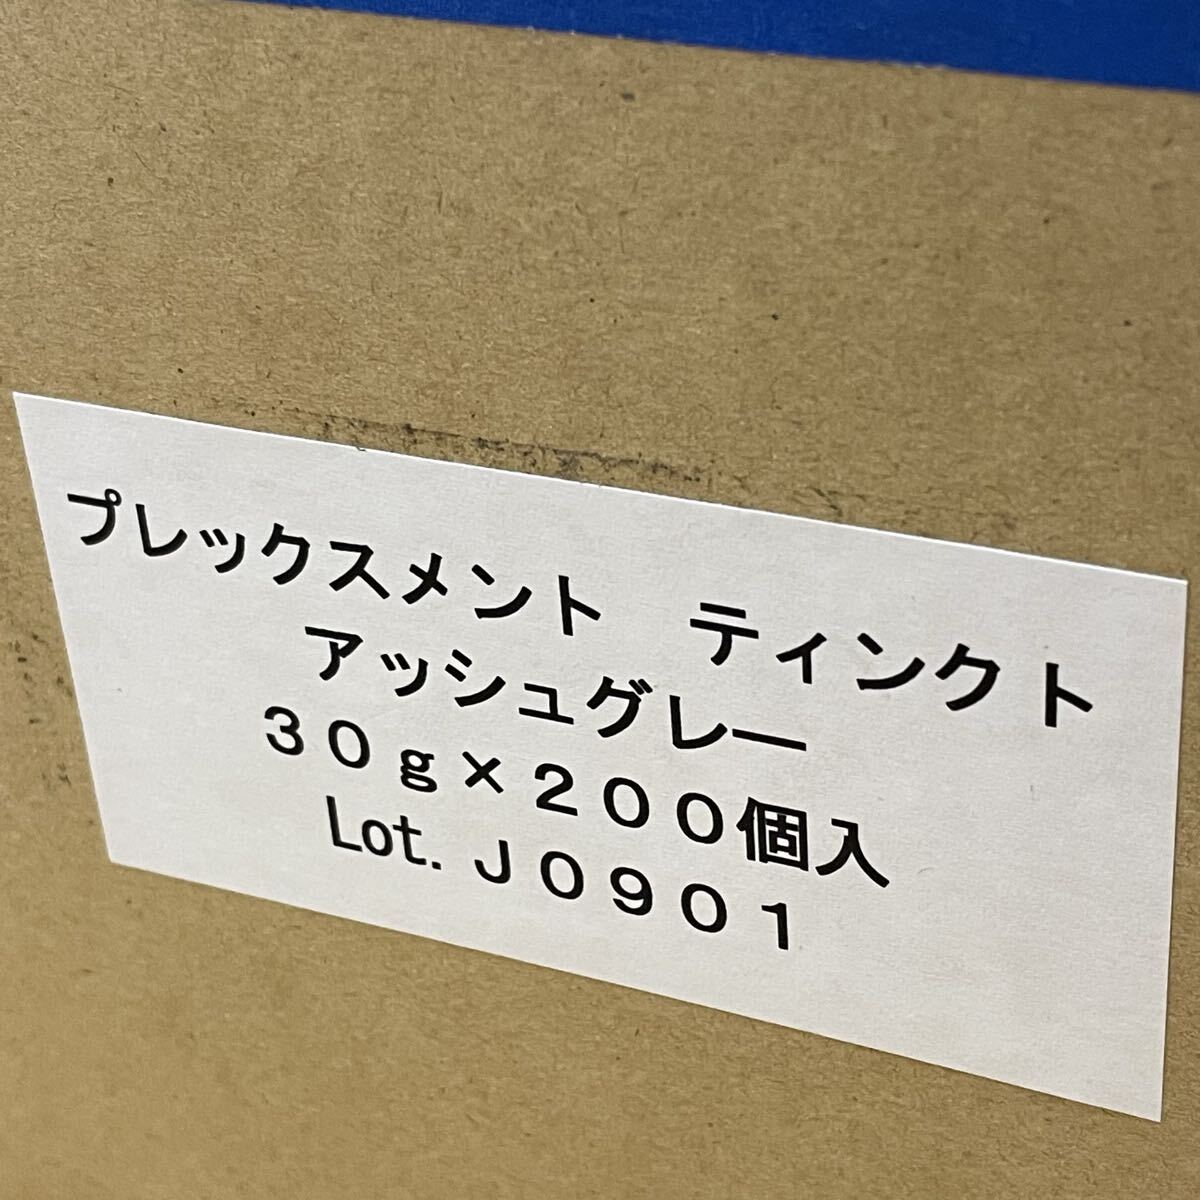 プレックスメント　ティンクト
アッシュグレー
３０ｇ×２００個入
Lot.Ｊ０９０１